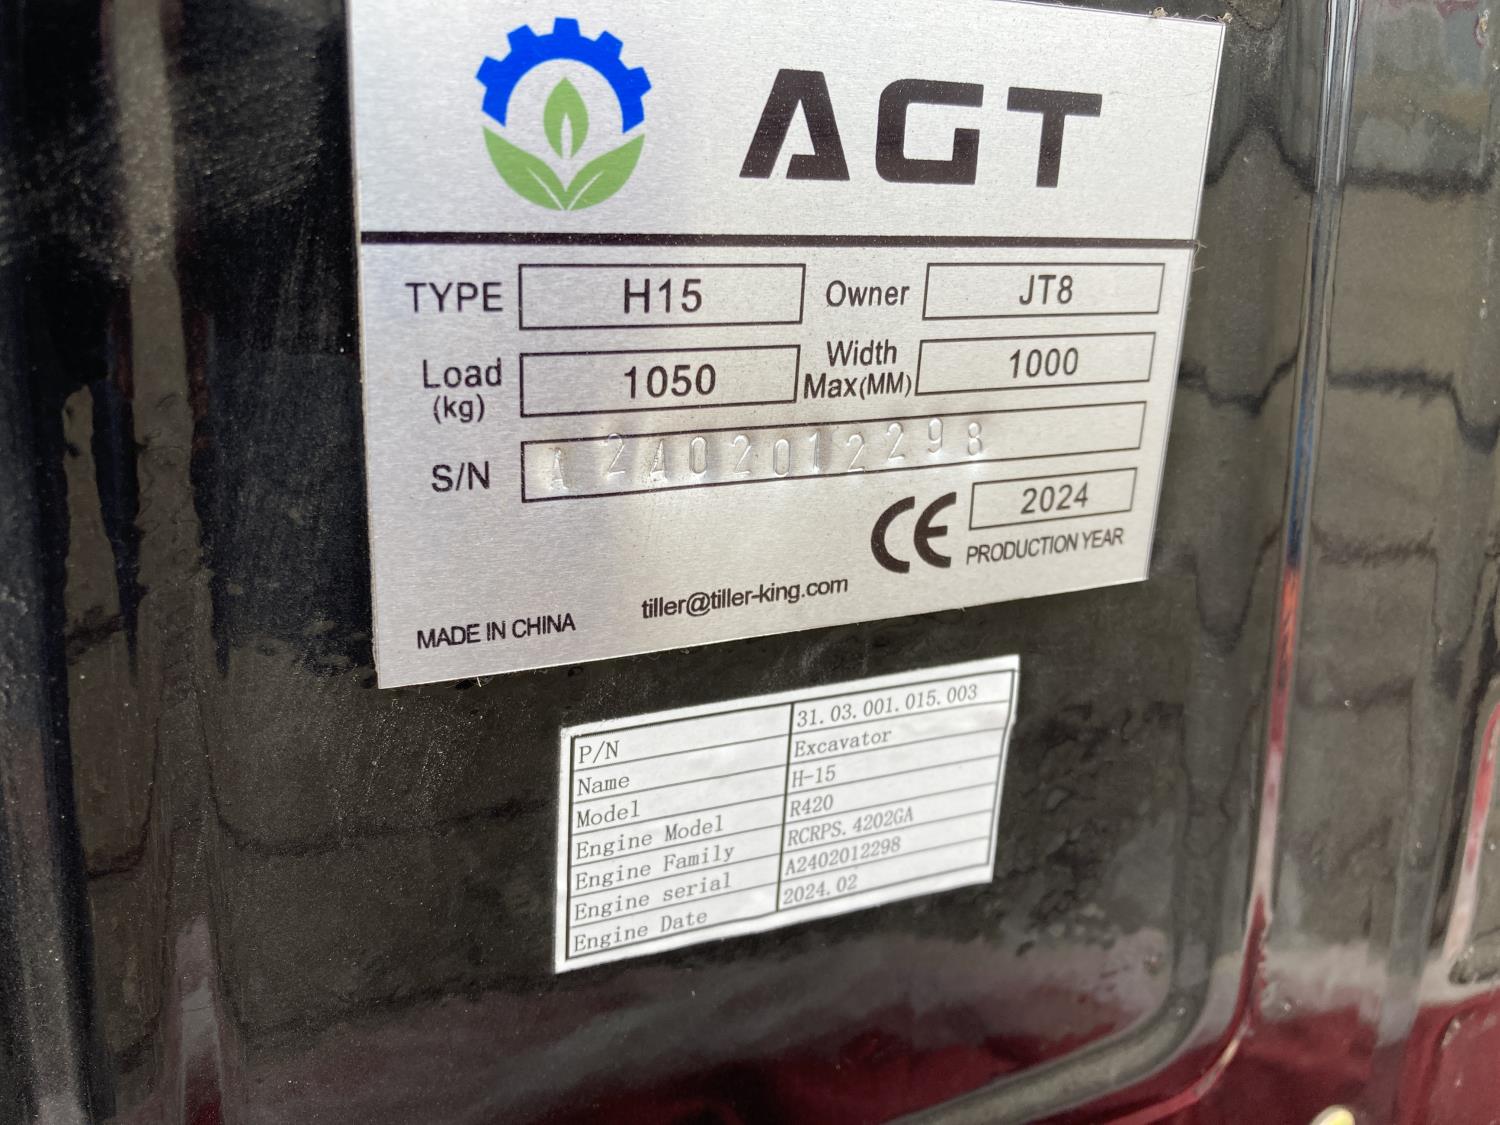 AGT
TYPE H15 Owner JT8
Load (kg) 1050 Width Max(MM) 1000
S/N A2402012298
CE 2024
PRODUCTION YEAR
MADE IN CHINA tiller@tiller-king.com
P/N 31.03.001.015.003
Name Excavator
Model H-15
Engine Model R420
Engine Family RCRPS.4202GA
Engine serial A2402012298
Engine Date 2024.02